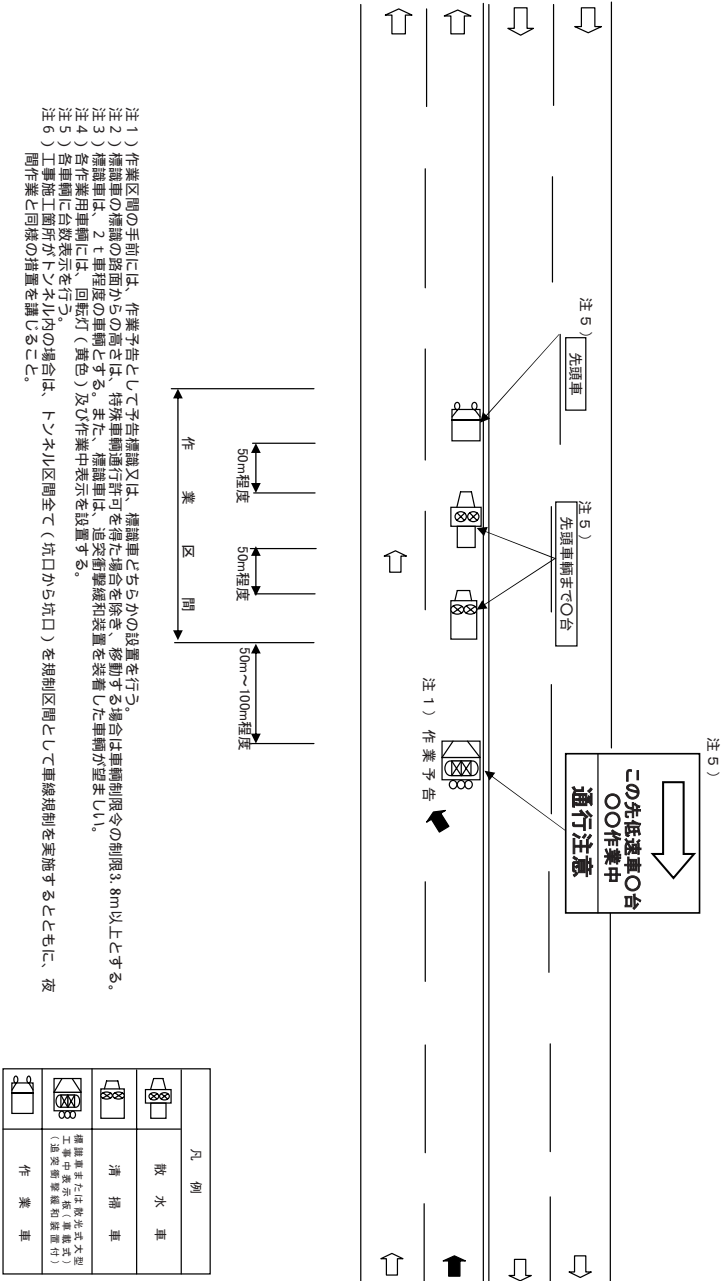 注5）
この先低速車〇台
〇〇作業中
通行注意
注5）
先頭車
注5）
先頭車輌まで〇台
注1）作業予告
50m程度
50m程度
50m～100m程度
作業区間
注1）作業区間の手前には、作業予告として予告標識又は、標識車どちらかの設置を行う。
注2）標識車の標識の路面からの高さは、特殊車輌通行許可を得た場合を除き、移動する場合は車輌制限令の制限3.8m以上とする。
注3）標識車は、2t車程度の車輌とする。また、標識車は、追突衝撃緩和装置を装着した車輌が望ましい。
注4）各作業用車輌には、回転灯（黄色）及び作業中表示を設置する。
注5）各車輌に台数表示を行う。
注6）工事施工箇所がトンネル内の場合は、トンネル区間全て（坑口から坑口）を規制区間として車線規制を実施するとともに、夜
間作業と同様の措置を講じること。
凡例
散水車
清掃車
標識車または散光式大型
工事中表示板（車載式）
（追突衝撃緩和装置付）
作業車